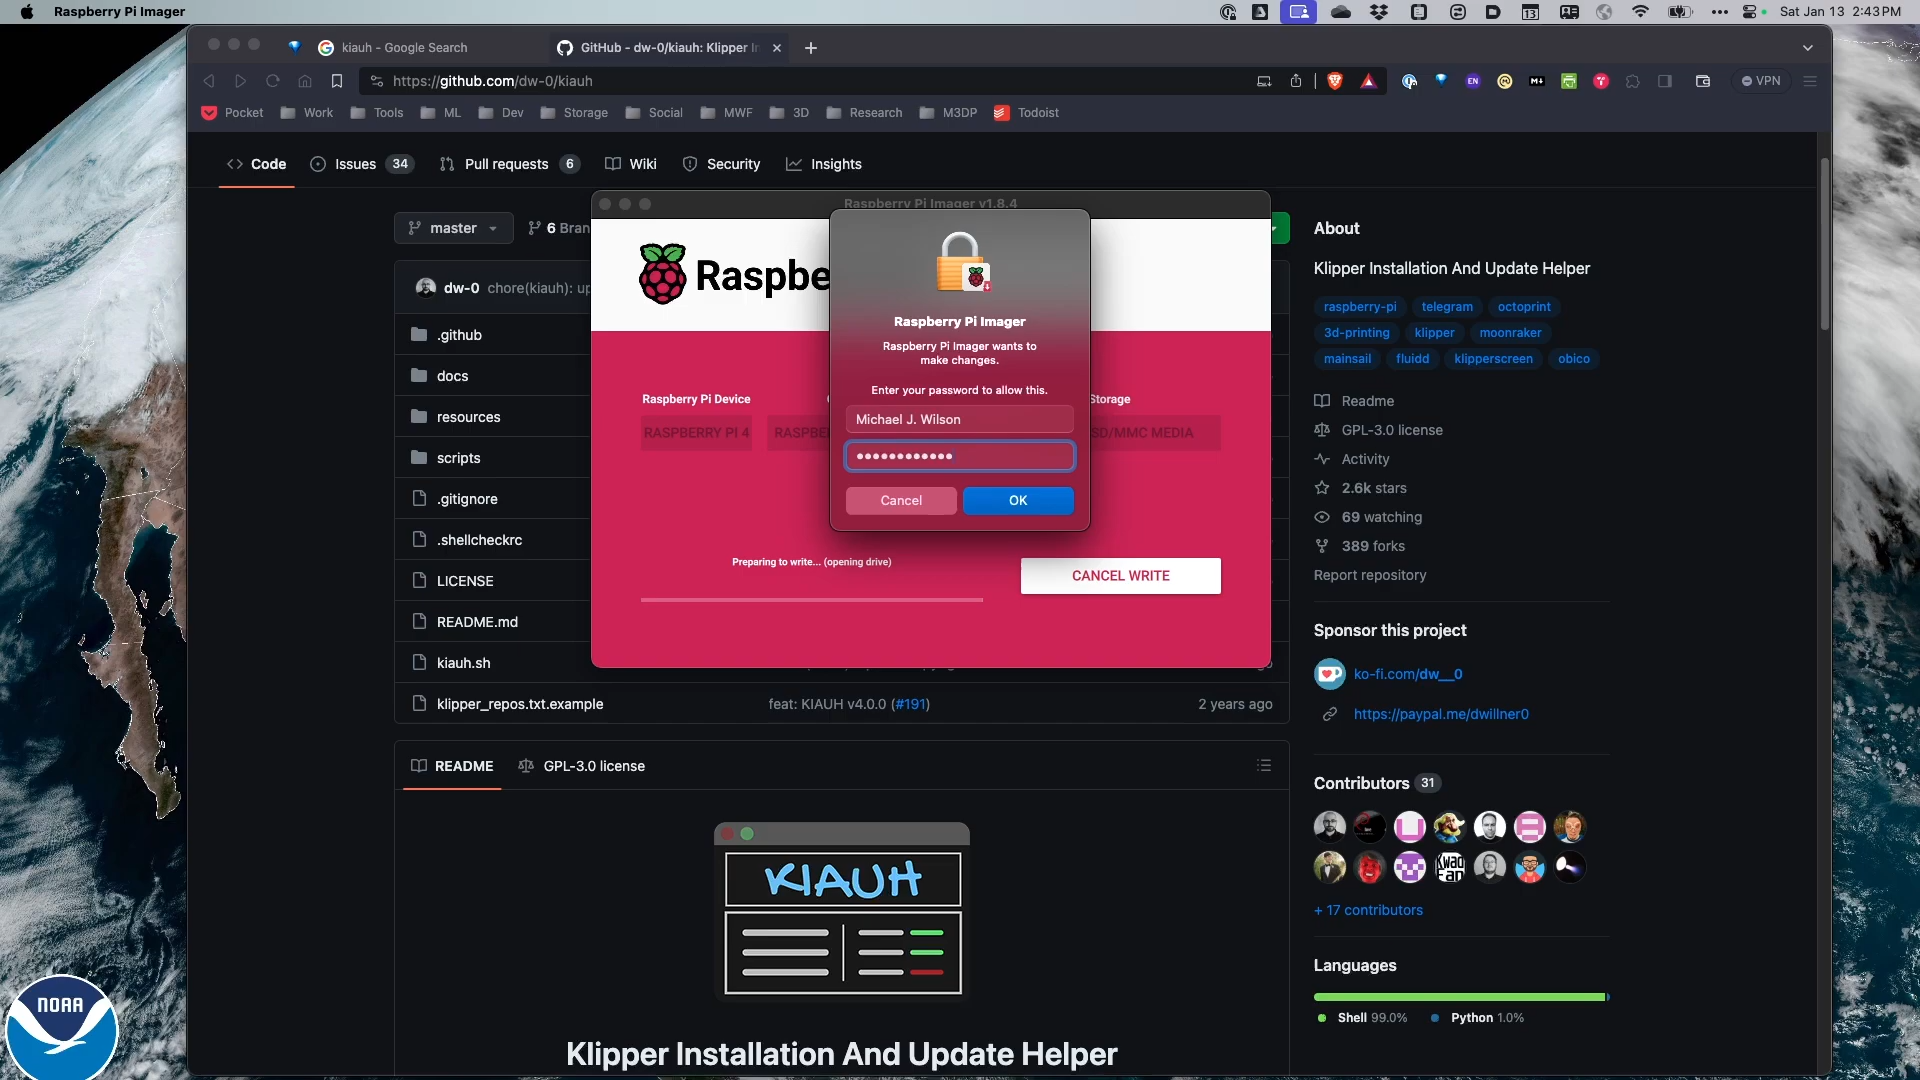 Raspberry Pi Imager
Sat Jan 13 2:43 PM
kiauh - Google Search
GitHub - dw-0/kiauh: Klipper In
https://github.com/dw-0/kiauh
VPN
Pocket
Work
Tools
ML
Dev
Storage
Social
MWF
3D
Research
M3DP
Todoist
Code
Issues 34
Pull requests 6
Wiki
Security
Insights
master
6 Bran
dw-0 chore(kiauh): up
.github
docs
resources
scripts
.gitignore
.shellcheckrc
LICENSE
README.md
kiauh.sh
klipper_repos.txt.example
feat: KIAUH v4.0.0 (#191)
2 years ago
Raspberry Pi Imager v1.8.4
Raspbe
Raspberry Pi Device
Storage
RASPBERRY PI 4
RASPBE
SD/MMC MEDIA
Preparing to write... (opening drive)
CANCEL WRITE
Raspberry Pi Imager
Raspberry Pi Imager wants to
make changes.
Enter your password to allow this.
Michael J. Wilson
Cancel
OK
README
GPL-3.0 license
KIAUH
Klipper Installation And Update Helper
About
Klipper Installation And Update Helper
raspberry-pi
telegram
octoprint
3d-printing
klipper
moonraker
mainsail
fluidd
klipperscreen
obico
Readme
GPL-3.0 license
Activity
2.6k stars
69 watching
389 forks
Report repository
Sponsor this project
ko-fi.com/dw__0
https://paypal.me/dwillner0
Contributors 31
+ 17 contributors
Languages
Shell 99.0%
Python 1.0%
NOAA